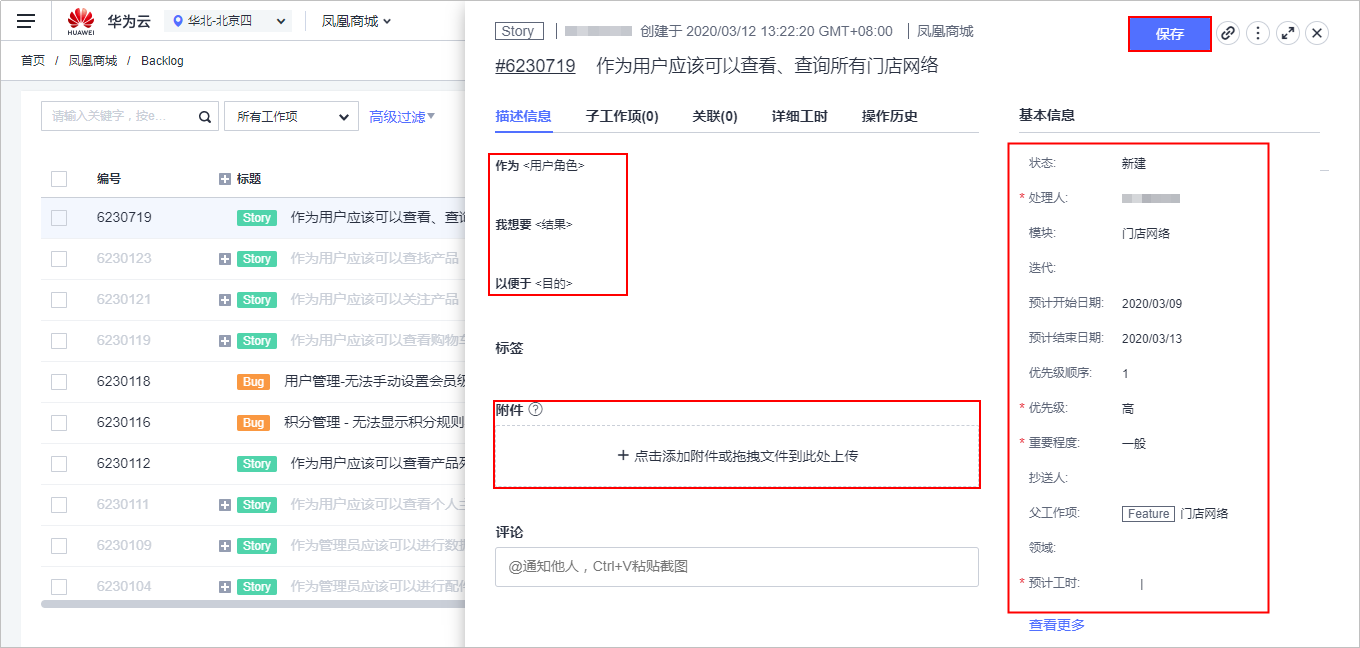 HUAWEI
华为云
华北-北京四
凤凰商城
首页 / 凤凰商城 / Backlog
请输入关键字，按e...
所有工作项
高级过滤
编号 标题
6230719 Story 作为用户应该可以查看、查
6230123 Story 作为用户应该可以查找产品
6230121 Story 作为用户应该可以关注产品
6230119 Story 作为用户应该可以查看购物
6230118 Bug 用户管理-无法手动设置会员
6230116 Bug 积分管理 - 无法显示积分规则
6230112 Story 作为用户应该可以查看产品
6230111 Story 作为用户应该可以查看个人
6230109 Story 作为管理员应该可以进行数据
6230104 Story 作为管理员应该可以进行配
Story 创建于 2020/03/12 13:22:20 GMT+08:00 凤凰商城
保存
#6230719 作为用户应该可以查看、查询所有门店网络
描述信息 子工作项(0) 关联(0) 详细工时 操作历史
作为 <用户角色>
我想要 <结果>
以便于 <目的>
标签
附件 ?
+ 点击添加附件或拖拽文件到此处上传
评论
@通知他人，Ctrl+V粘贴截图
基本信息
状态: 新建
* 处理人:
模块: 门店网络
迭代:
预计开始日期: 2020/03/09
预计结束日期: 2020/03/13
优先级顺序: 1
* 优先级: 高
* 重要程度: 一般
抄送人:
父工作项: Feature 门店网络
领域:
* 预计工时:
查看更多